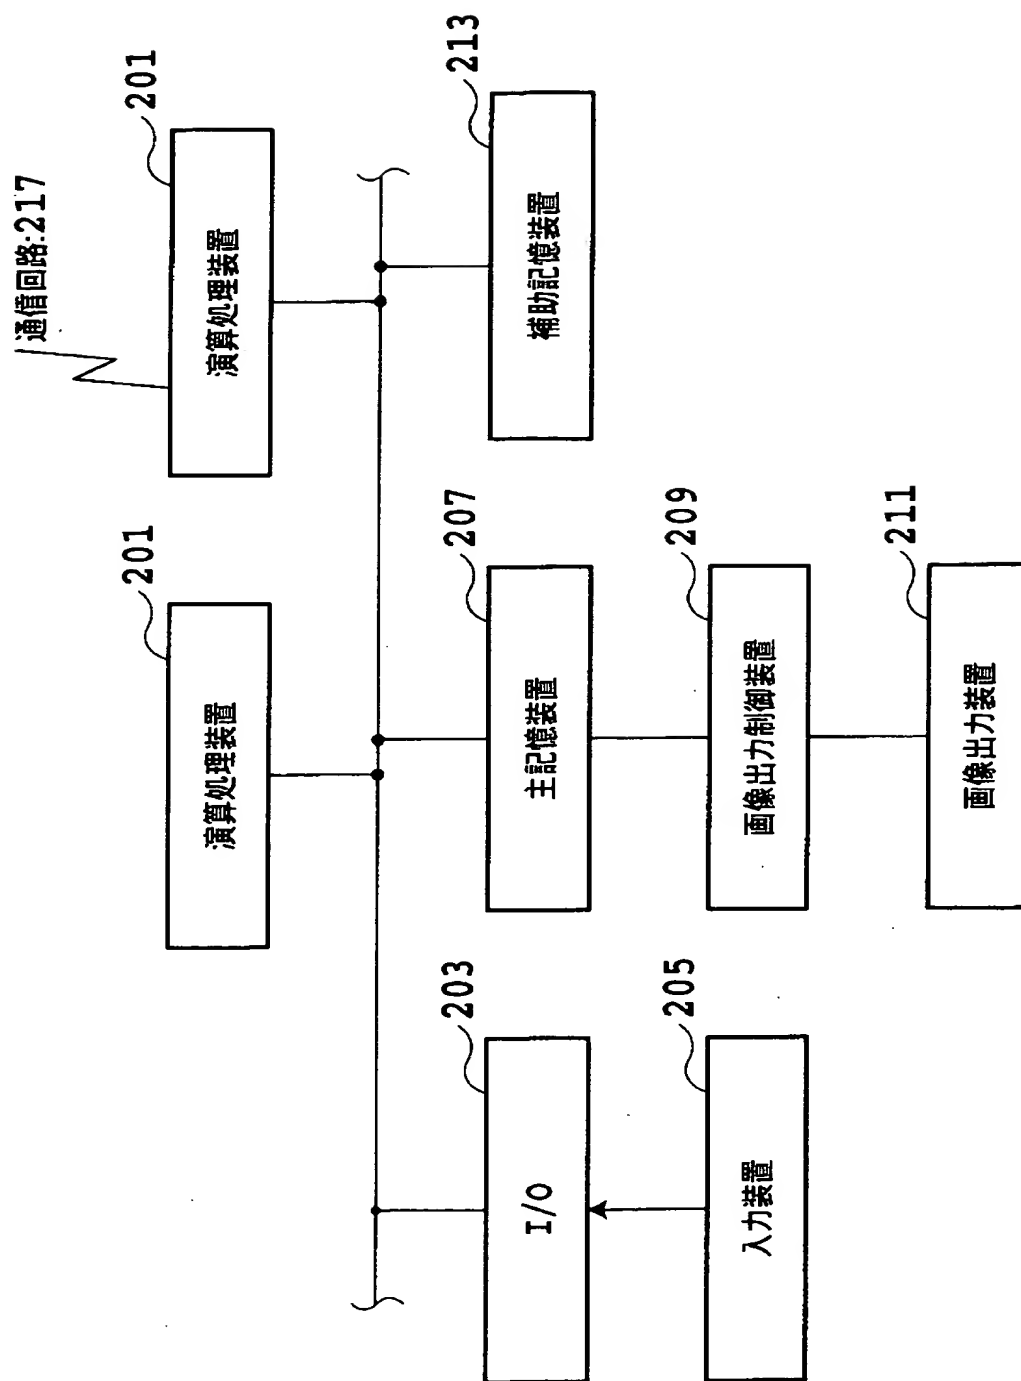 通信回路:217
201
201
演算処理装置
演算処理装置
203
207
213
I/O
主記憶装置
補助記憶装置
205
209
入力装置
画像出力制御装置
211
画像出力装置